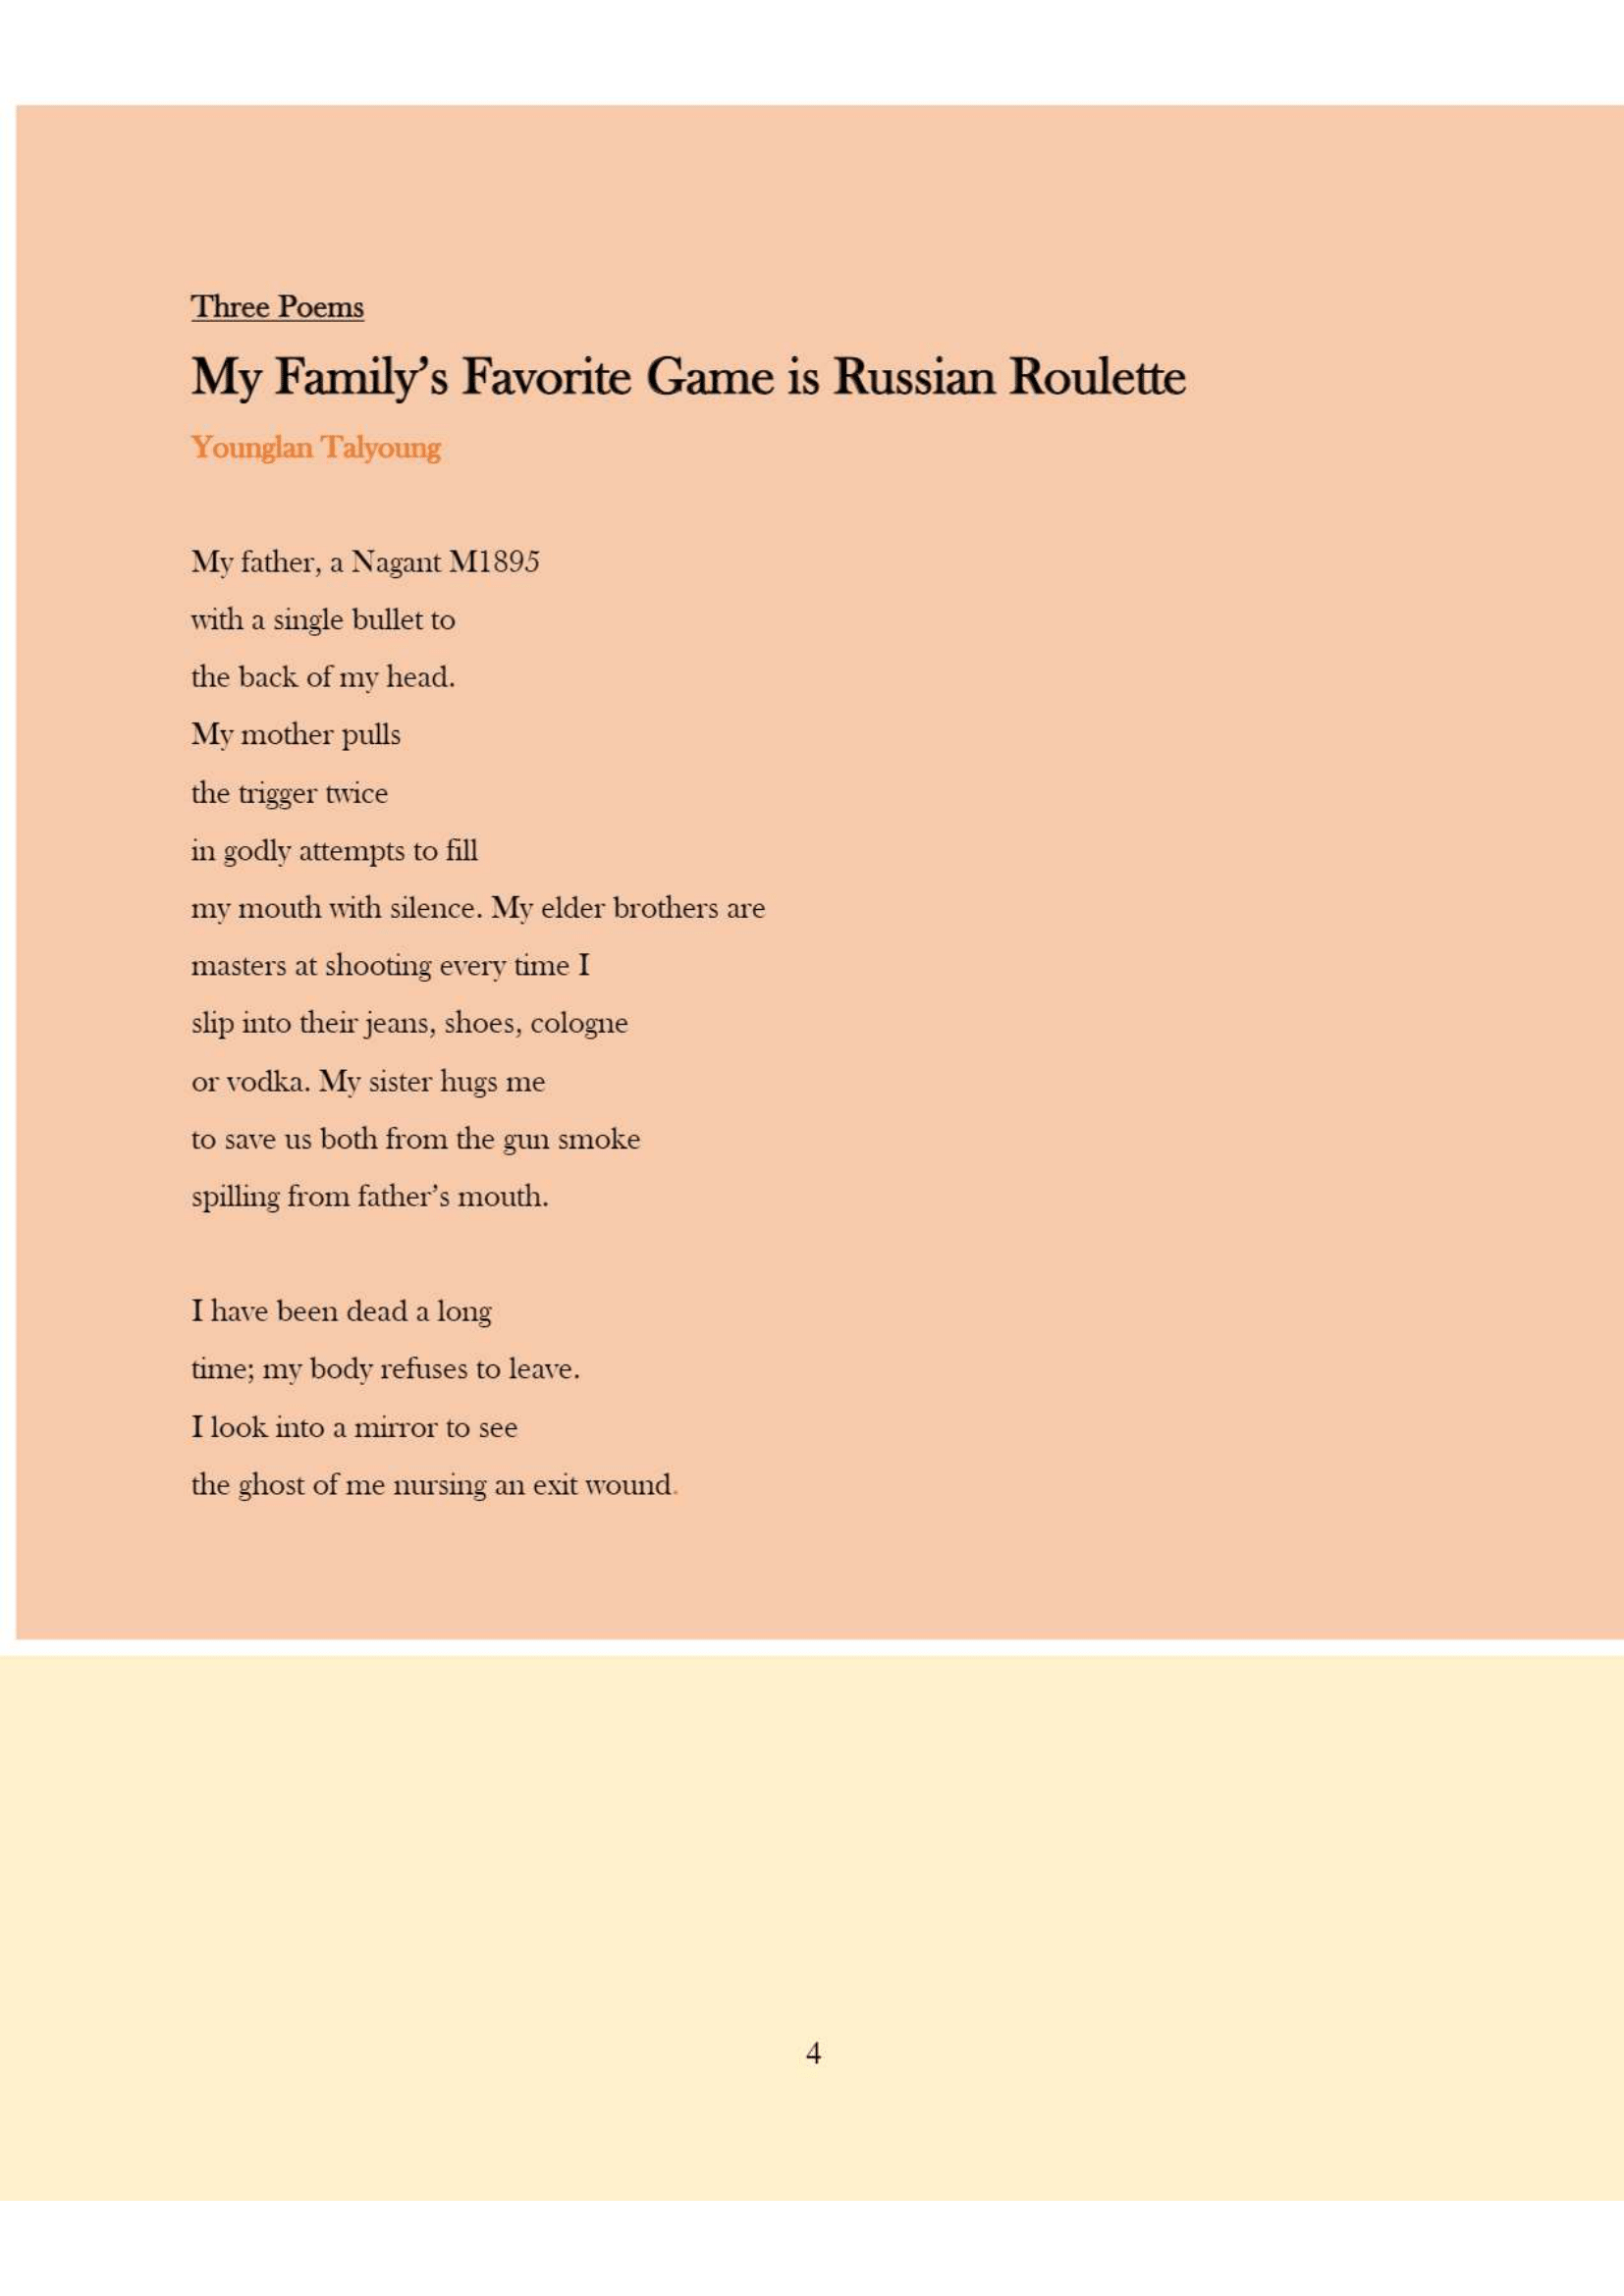 Three Poems
My Family’s Favorite Game is Russian Roulette
Younglan Talyoung
My father, a Nagant M1895
with a single bullet to
the back of my head.
My mother pulls
the trigger twice
in godly attempts to fill
my mouth with silence. My elder brothers are
masters at shooting every time I
slip into their jeans, shoes, cologne
or vodka. My sister hugs me
to save us both from the gun smoke
spilling from father’s mouth.
I have been dead a long
time; my body refuses to leave.
I look into a mirror to see
the ghost of me nursing an exit wound.
4